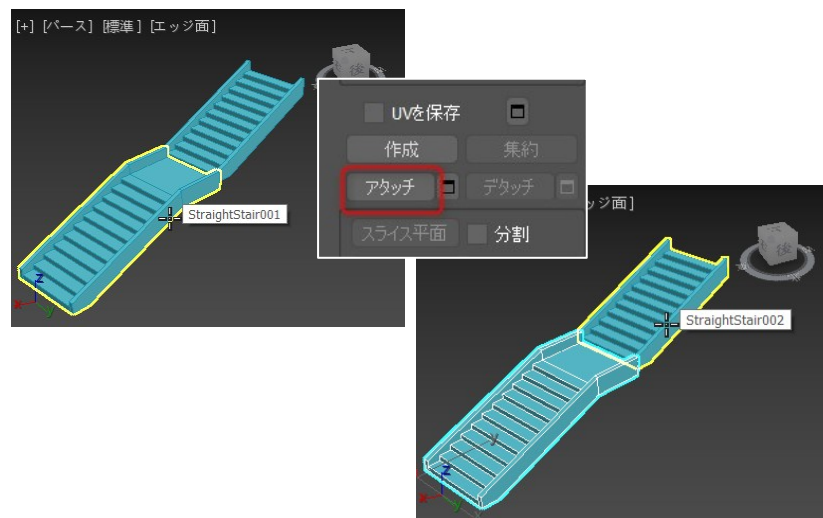 [+] [パース] [標準] [エッジ面]
後
StraightStair001
UVを保存
作成 集約
アタッチ デタッチ
スライス平面 分割
ッジ面]
後
StraightStair002
z
x
y
y
z
x
y